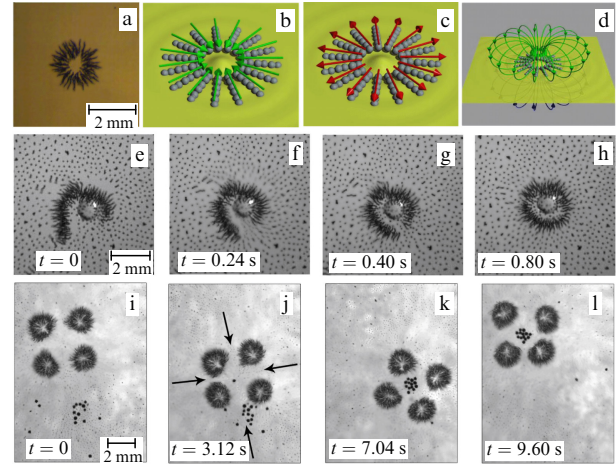 a
b
c
d
2 mm
e
f
g
h
t = 0
2 mm
t = 0.24 s
t = 0.40 s
t = 0.80 s
i
j
k
l
t = 0
2 mm
t = 3.12 s
t = 7.04 s
t = 9.60 s